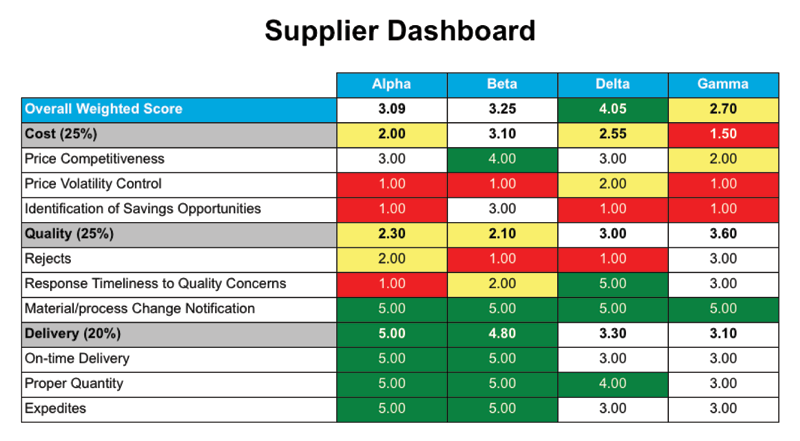 Supplier Dashboard
Alpha Beta Delta Gamma
Overall Weighted Score 3.09 3.25 4.05 2.70
Cost (25%) 2.00 3.10 2.55 1.50
Price Competitiveness 3.00 4.00 3.00 2.00
Price Volatility Control 1.00 1.00 2.00 1.00
Identification of Savings Opportunities 1.00 3.00 1.00 1.00
Quality (25%) 2.30 2.10 3.00 3.60
Rejects 2.00 1.00 1.00 3.00
Response Timeliness to Quality Concerns 1.00 2.00 5.00 3.00
Material/process Change Notification 5.00 5.00 5.00 5.00
Delivery (20%) 5.00 4.80 3.30 3.10
On-time Delivery 5.00 5.00 3.00 3.00
Proper Quantity 5.00 5.00 4.00 3.00
Expedites 5.00 5.00 3.00 3.00